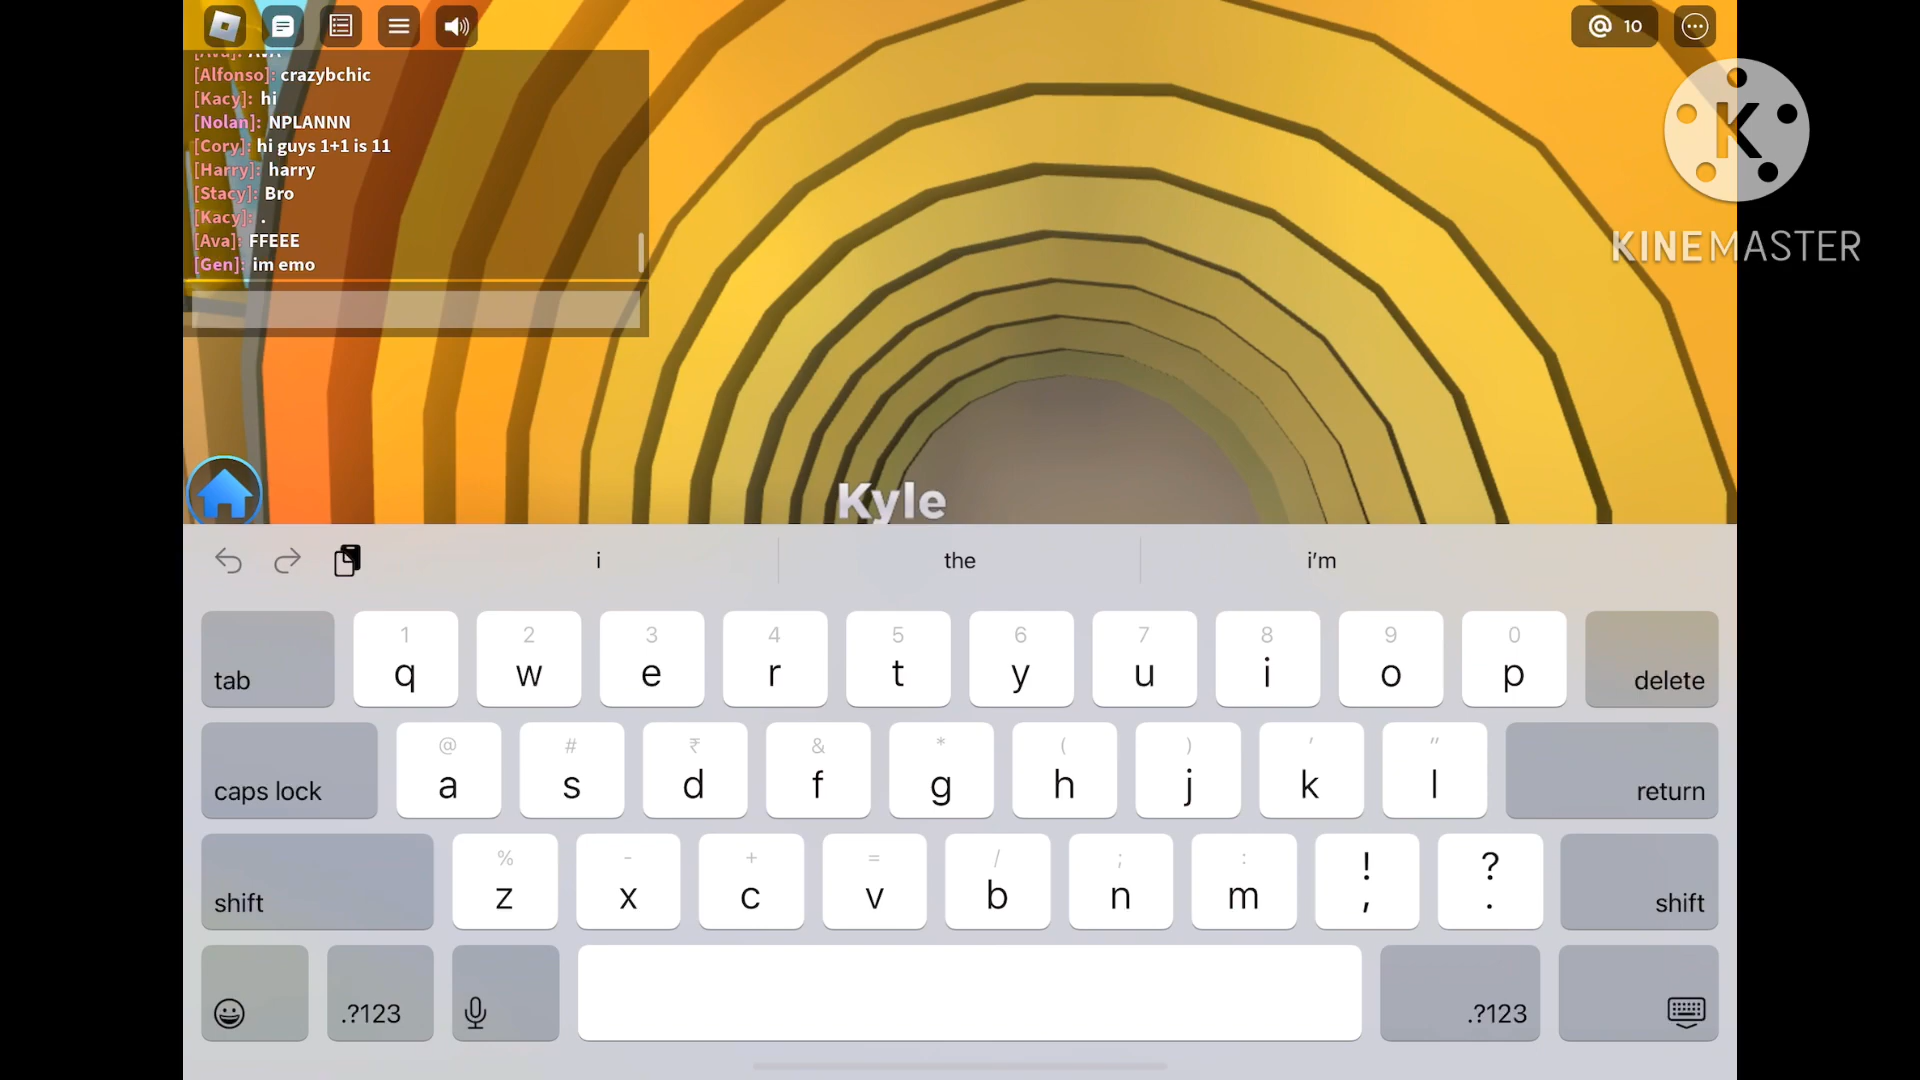 @ 10
[Ava]: AVA
[Alfonso]: crazybchic
[Kacy]: hi
[Nolan]: NPLANNN
[Cory]: hi guys 1+1 is 11
[Harry]: harry
[Stacy]: Bro
[Kacy]: .
[Ava]: FFEEE
[Gen]: im emo
K
KINEMASTER
Kyle
i the i'm
tab 1 q 2 w 3 e 4 r 5 t 6 y 7 u 8 i 9 o 0 p delete
caps lock @ a # s ₹ d & f * g ( h ) j ' k " l return
shift % z - x + c = v / b ; n : m ! , ? . shift
.?123 .?123